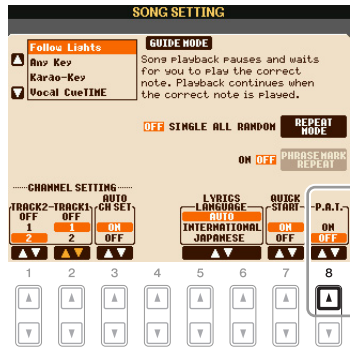 SONG SETTING
Follow Lights
Any Key
Karao-Key
Vocal CueTIME
GUIDE MODE
Song playback pauses and waits
for you to play the correct
note. Playback continues when
the correct note is played.
OFF SINGLE ALL RANDOM
REPEAT
MODE
ON OFF
PHRASE MARK
REPEAT
CHANNEL SETTING
TRACK2
OFF
1
2
TRACK1
OFF
1
2
AUTO
CH SET
ON
OFF
LYRICS
LANGUAGE
AUTO
INTERNATIONAL
JAPANESE
QUICK
START
ON
OFF
P.A.T.
ON
OFF
1 2 3 4 5 6 7 8